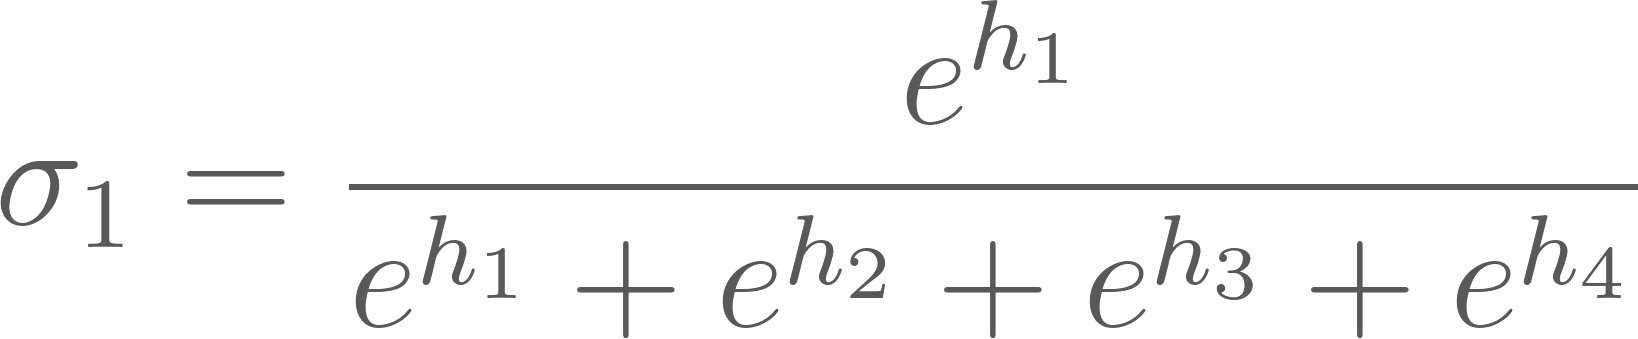 σ₁ = e^{h₁} / (e^{h₁} + e^{h₂} + e^{h₃} + e^{h₄})